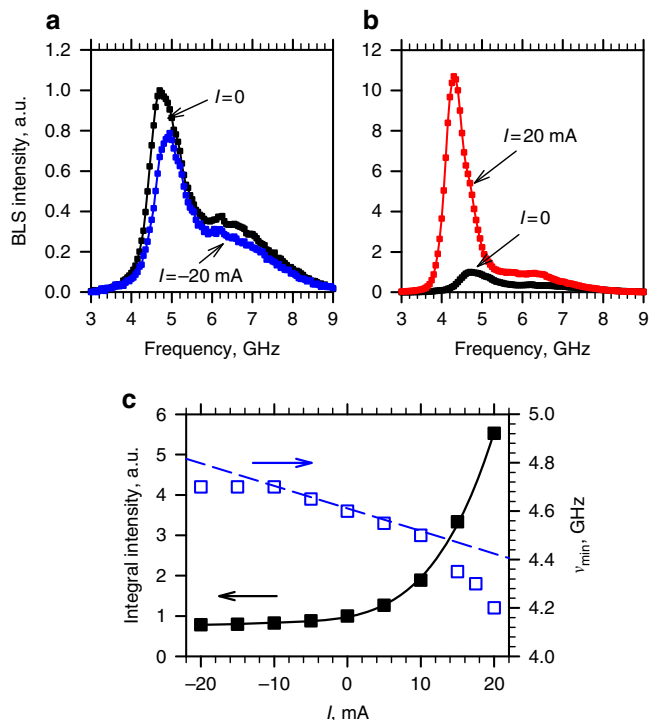 a
b
1.2
1.0
0.8
0.6
0.4
0.2
0.0
BLS intensity, a.u.
I=0
I=−20 mA
3 4 5 6 7 8 9
Frequency, GHz
12
10
8
6
4
2
0
I=20 mA
I=0
3 4 5 6 7 8 9
Frequency, GHz
c
6
5
4
3
2
1
0
Integral intensity, a.u.
5.0
4.8
4.6
4.4
4.2
4.0
νmin, GHz
−20 −10 0 10 20
I, mA